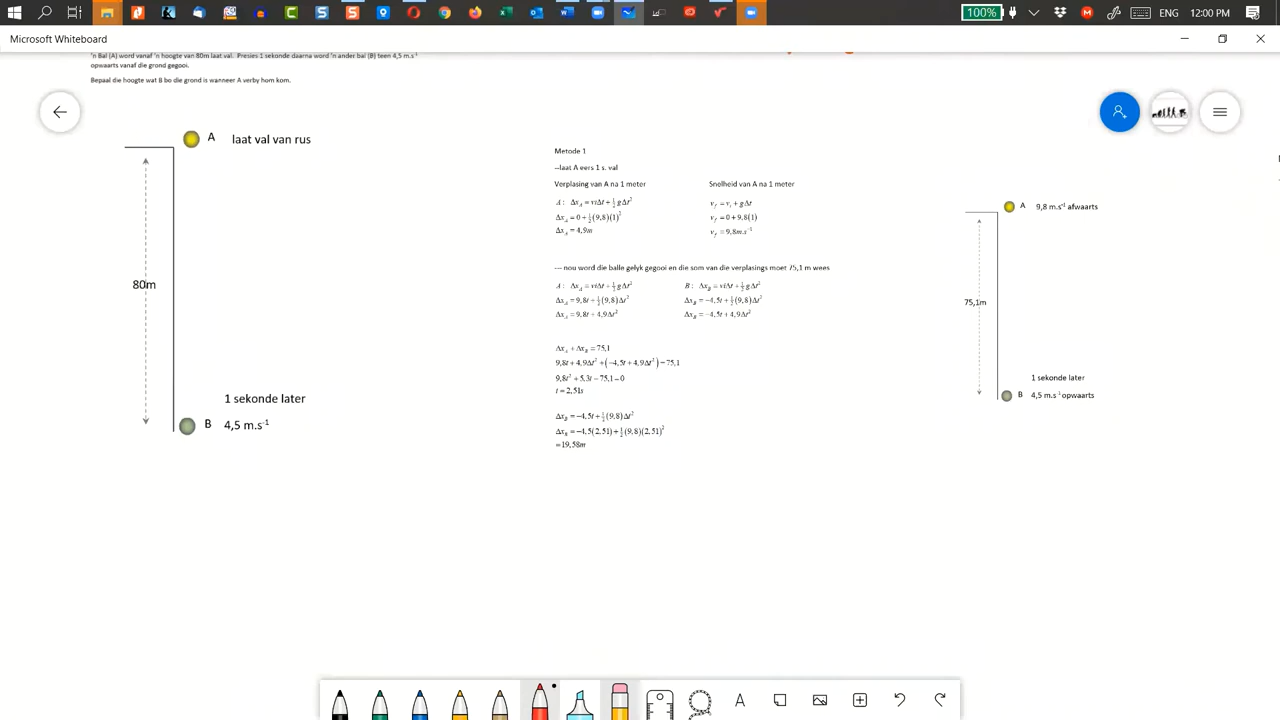 100%
ENG
12:00 PM
Microsoft Whiteboard
'n Bal (A) word vanaf 'n hoogte van 80m laat val. Presies 1 sekonde daarna word 'n ander bal (B) teen 4,5 m.s⁻¹
opwaarts vanaf die grond gegooi.
Bepaal die hoogte wat B bo die grond is wanneer A verby hom kom.
A laat val van rus
80m
1 sekonde later
B 4,5 m.s⁻¹
Metode 1
--laat A eers 1 s. val
Verplasing van A na 1 meter
A: Δx_A = viΔt + ½gΔt²
Δx_A = 0 + ½(9,8)(1)²
Δx_A = 4,9m
Snelheid van A na 1 meter
v_f = v_i + gΔt
v_f = 0 + 9,8(1)
v_f = 9,8m.s⁻¹
--- nou word die balle gelyk gegooi en die som van die verplasings moet 75,1 m wees
A: Δx_A = viΔt + ½gΔt²
Δx_A = 9,8t + ½(9,8)Δt²
Δx_A = 9,8t + 4,9Δt²
B: Δx_B = viΔt + ½gΔt²
Δx_B = −4,5t + ½(9,8)Δt²
Δx_B = −4,5t + 4,9Δt²
Δx_A + Δx_B = 75,1
9,8t + 4,9Δt² + (−4,5t + 4,9Δt²) = 75,1
9,8t² + 5,3t − 75,1 = 0
t = 2,51s
Δx_B = −4,5t + ½(9,8)Δt²
Δx_B = −4,5(2,51) + ½(9,8)(2,51)²
= 19,58m
A 9,8 m.s⁻¹ afwaarts
75,1m
1 sekonde later
B 4,5 m.s⁻¹ opwaarts